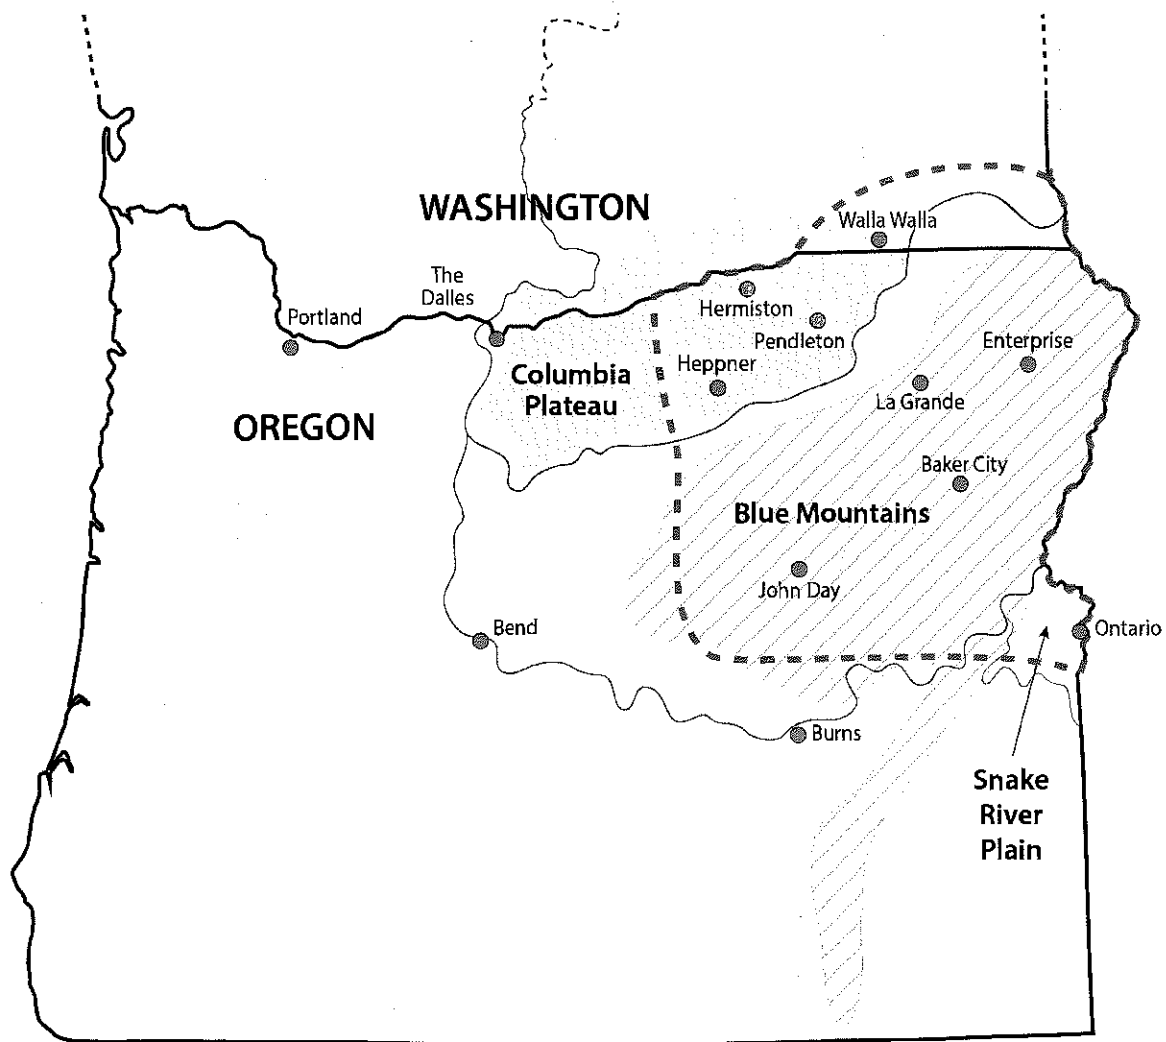 WASHINGTON
Walla Walla
The
Dalles
Hermiston
Portland
Pendleton
Enterprise
Heppner
Columbia
Plateau
La Grande
OREGON
Baker City
Blue Mountains
John Day
Bend
Ontario
Burns
Snake
River
Plain